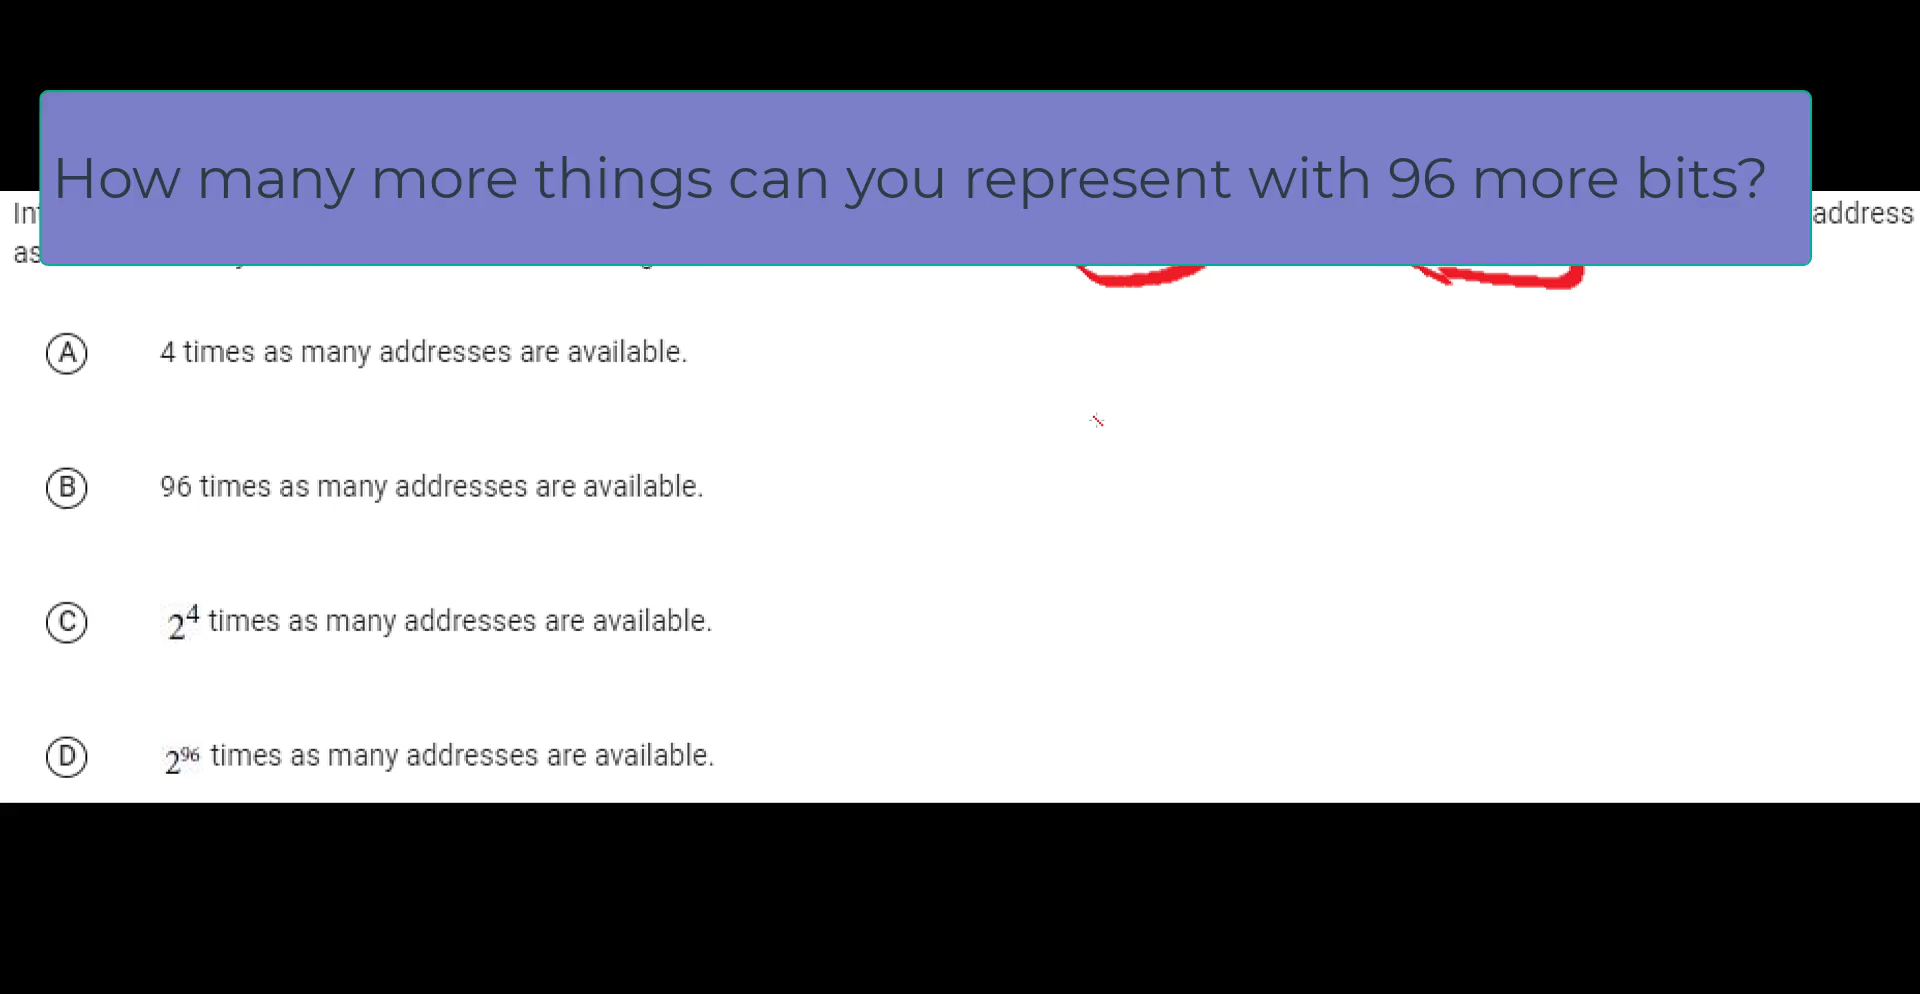 How many more things can you represent with 96 more bits?
address
as
A 4 times as many addresses are available.
B 96 times as many addresses are available.
C 2⁴ times as many addresses are available.
D 2⁹⁶ times as many addresses are available.